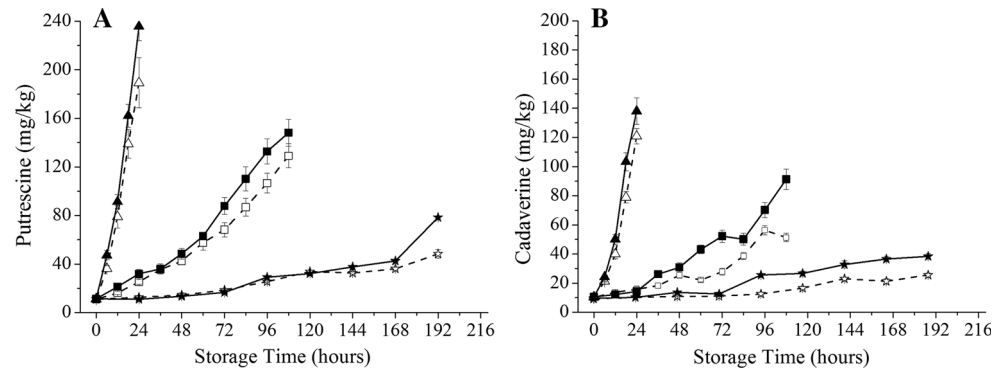 A
Putrescine (mg/kg)
240
200
160
120
80
40
0
0 24 48 72 96 120 144 168 192 216
Storage Time (hours)
B
Cadaverine (mg/kg)
200
180
160
140
120
100
80
60
40
20
0
0 24 48 72 96 120 144 168 192 216
Storage Time (hours)